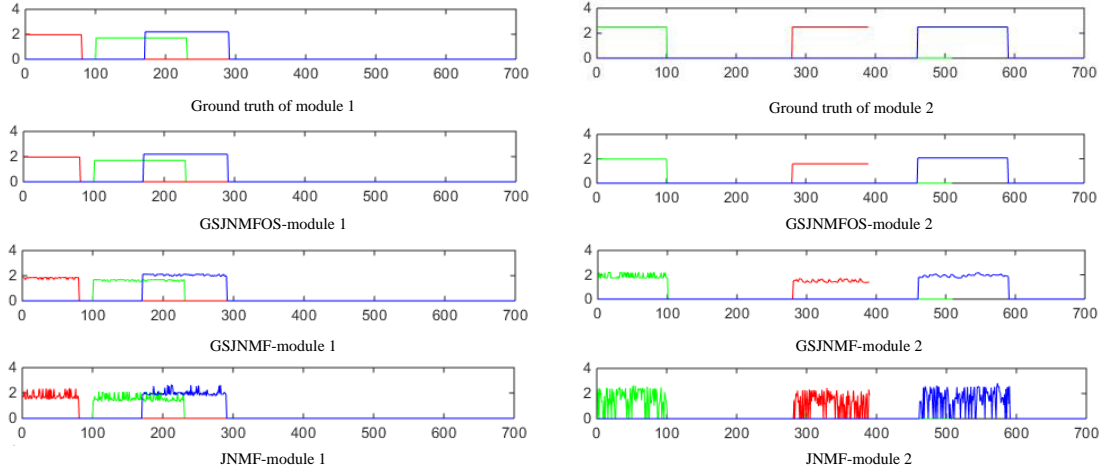 4
2
0
0 100 200 300 400 500 600 700
Ground truth of module 1
4
2
0
0 100 200 300 400 500 600 700
Ground truth of module 2
4
2
0
0 100 200 300 400 500 600 700
GSJNMFOS-module 1
4
2
0
0 100 200 300 400 500 600 700
GSJNMFOS-module 2
4
2
0
0 100 200 300 400 500 600 700
GSJNMF-module 1
4
2
0
0 100 200 300 400 500 600 700
GSJNMF-module 2
4
2
0
0 100 200 300 400 500 600 700
JNMF-module 1
4
2
0
0 100 200 300 400 500 600 700
JNMF-module 2